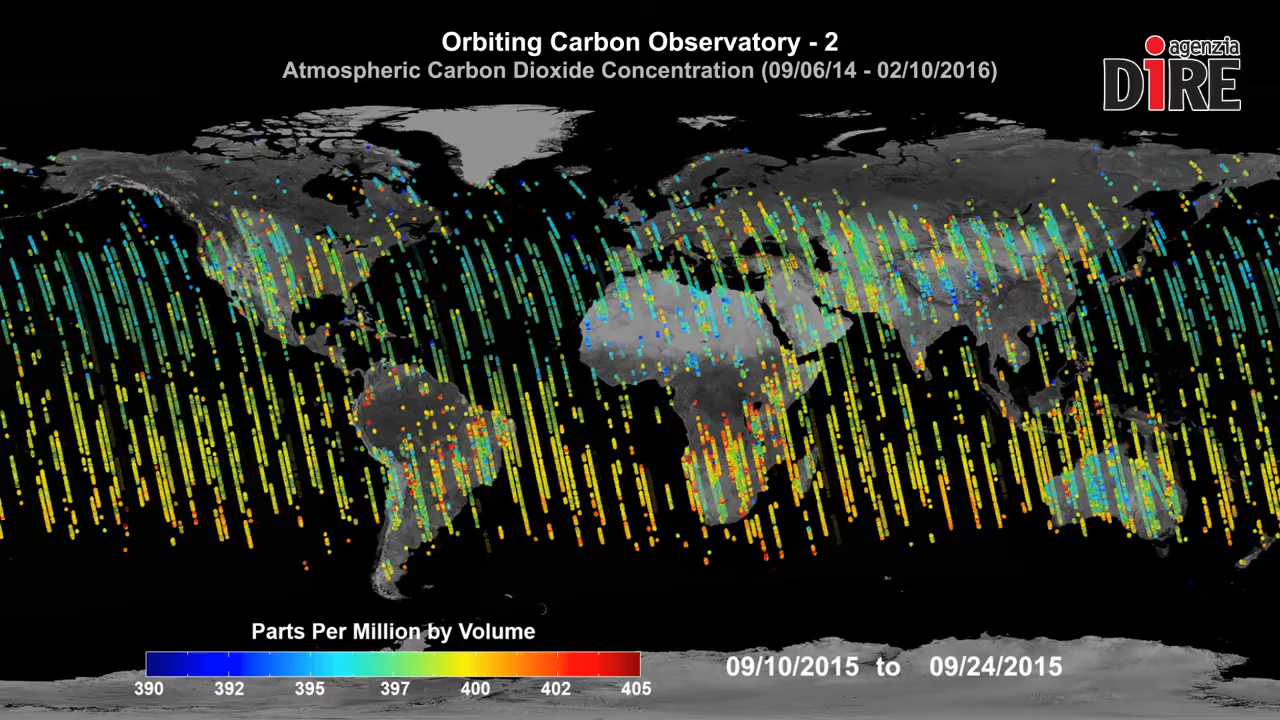 Orbiting Carbon Observatory - 2
Atmospheric Carbon Dioxide Concentration (09/06/14 - 02/10/2016)
agenzia
DiRE
Parts Per Million by Volume
390 392 395 397 400 402 405
09/10/2015 to 09/24/2015